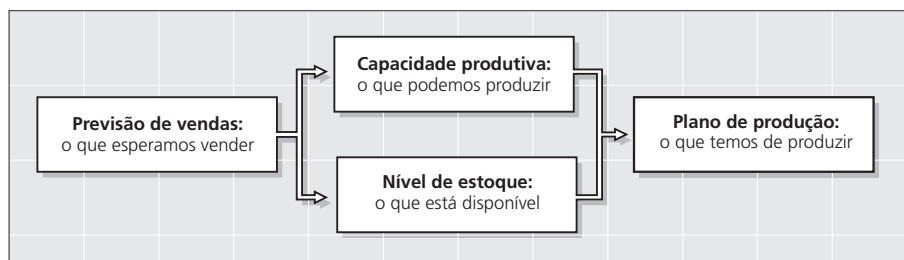 Previsão de vendas:
o que esperamos vender
Capacidade produtiva:
o que podemos produzir
Nível de estoque:
o que está disponível
Plano de produção:
o que temos de produzir